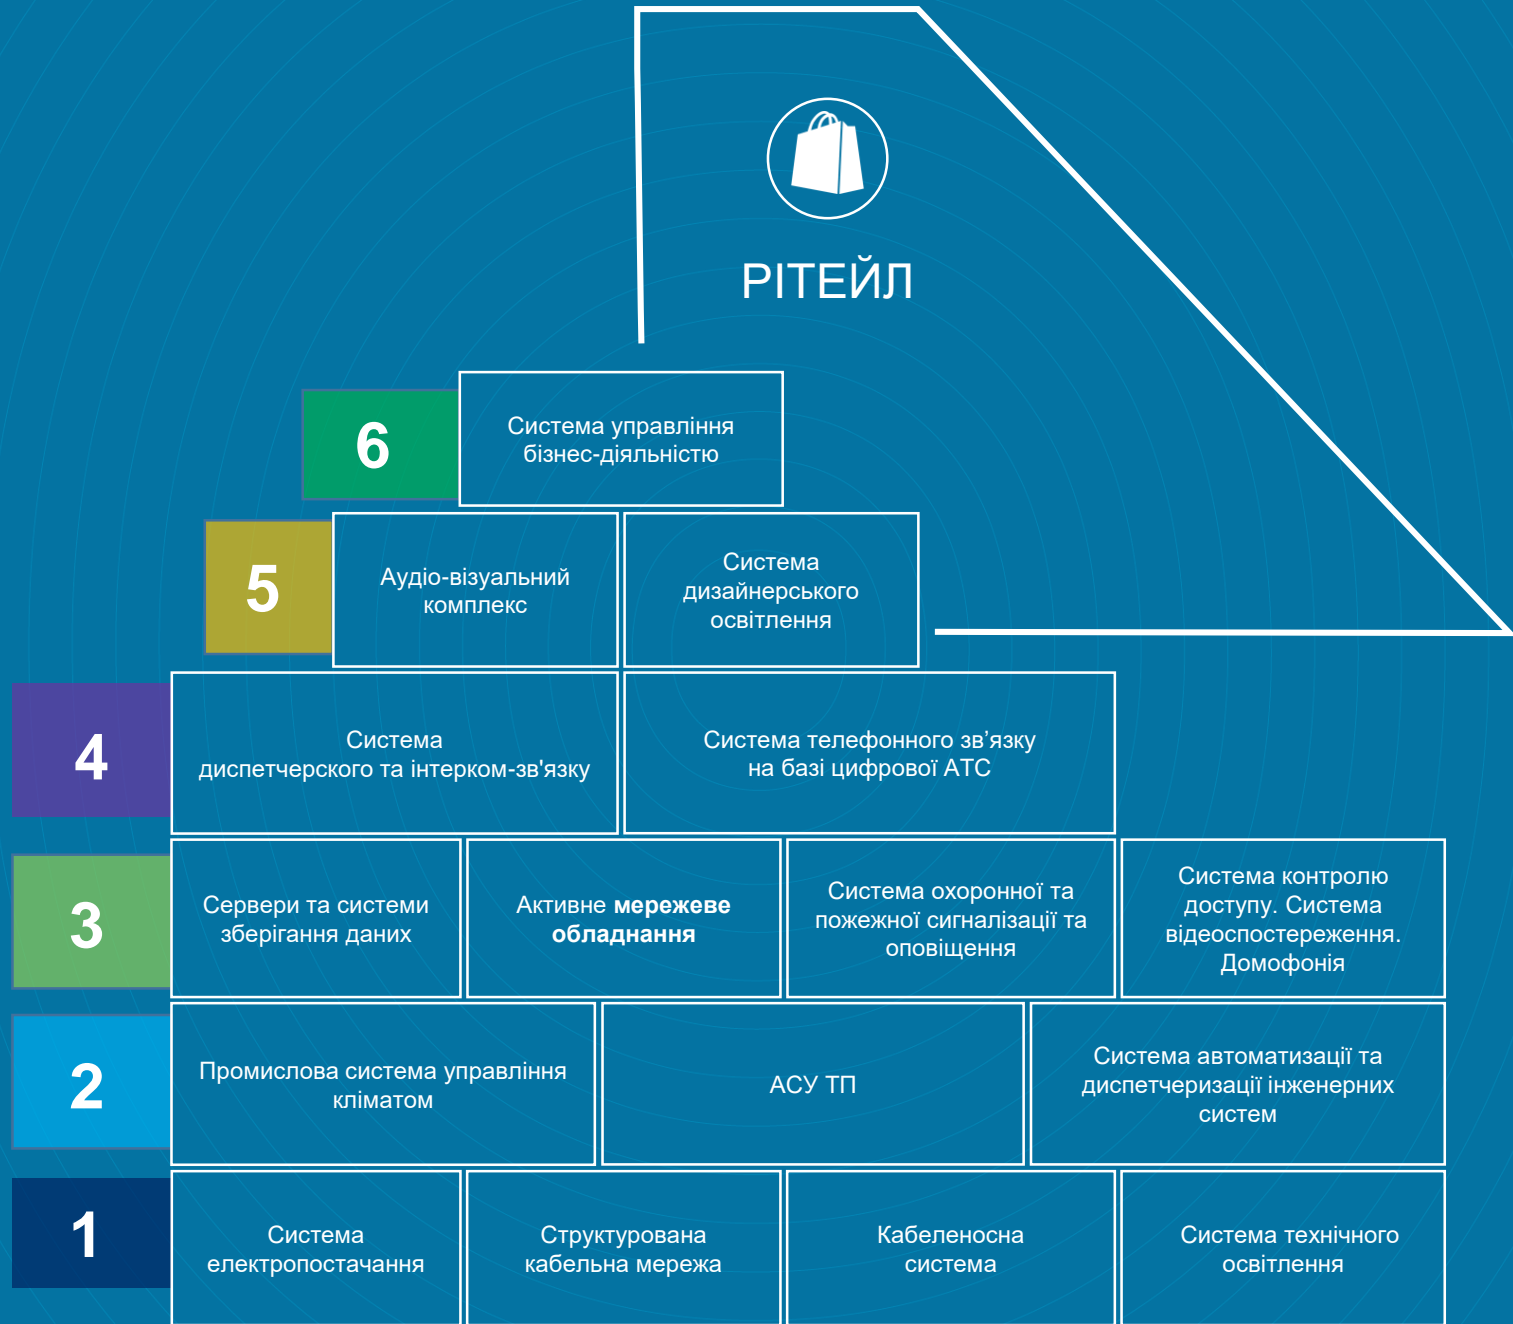 РІТЕЙЛ
6
Система управління
бізнес-діяльністю
5
Аудіо-візуальний
комплекс
Система
дизайнерського
освітлення
4
Система
диспетчерского та інтерком-зв'язку
Система телефонного зв’язку
на базі цифрової АТС
3
Сервери та системи
зберігання даних
Активне мережеве
обладнання
Система охоронної та
пожежної сигналізації та
оповіщення
Система контролю
доступу. Система
відеоспостереження.
Домофонія
2
Промислова система управління
кліматом
АСУ ТП
Система автоматизації та
диспетчеризації інженерних
систем
1
Система
електропостачання
Структурована
кабельна мережа
Кабеленосна
система
Система технічного
освітлення